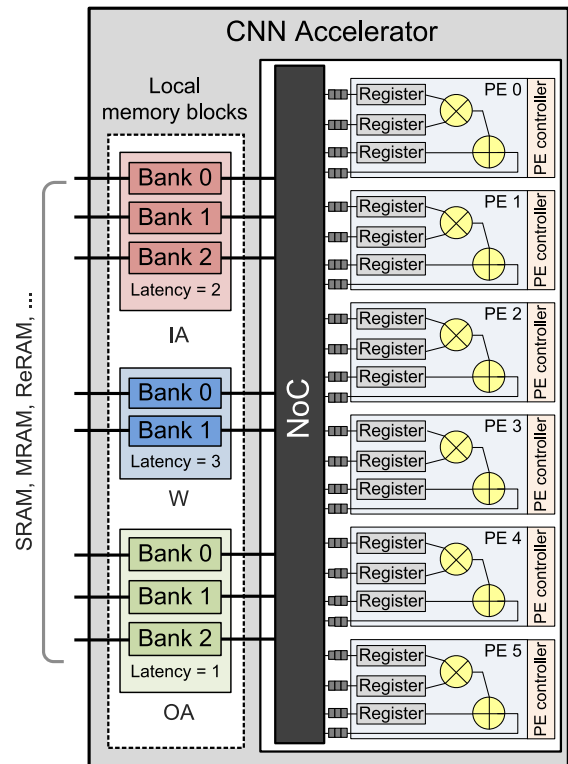 CNN Accelerator
Local
memory blocks
SRAM, MRAM, ReRAM, ...
Bank 0
Bank 1
Bank 2
Latency = 2
IA
Bank 0
Bank 1
Latency = 3
W
Bank 0
Bank 1
Bank 2
Latency = 1
OA
NoC
PE 0
Register
Register
Register
PE controller
PE 1
Register
Register
Register
PE controller
PE 2
Register
Register
Register
PE controller
PE 3
Register
Register
Register
PE controller
PE 4
Register
Register
Register
PE controller
PE 5
Register
Register
Register
PE controller